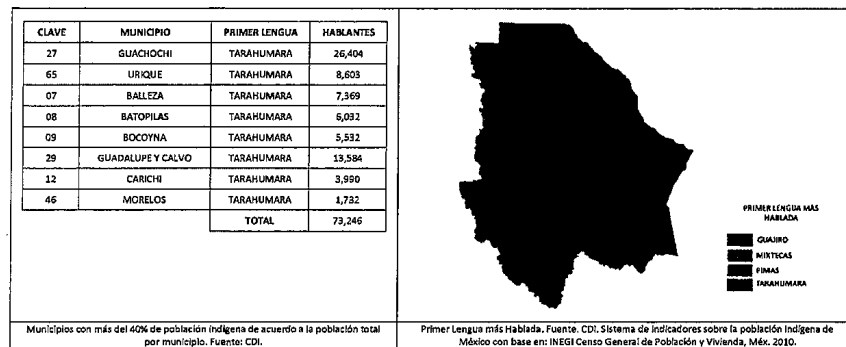 CLAVE MUNICIPIO PRIMER LENGUA HABLANTES
27 GUACHOCHI TARAHUMARA 26,404
65 URIQUE TARAHUMARA 8,603
07 BALLEZA TARAHUMARA 7,369
08 BATOPILAS TARAHUMARA 6,032
09 BOCOYNA TARAHUMARA 5,532
29 GUADALUPE Y CALVO TARAHUMARA 13,584
12 CARICHI TARAHUMARA 3,990
46 MORELOS TARAHUMARA 1,732
TOTAL 73,246
Municipios con más del 40% de población indígena de acuerdo a la población total
por municipio. Fuente: CDI.
PRIMER LENGUA MÁS
HABLADA
GUAJIRO
MIXTECAS
PIMAS
TARAHUMARA
Primer Lengua más Hablada. Fuente. CDI. Sistema de indicadores sobre la población indígena de
México con base en: INEGI Censo General de Población y Vivienda, Méx. 2010.